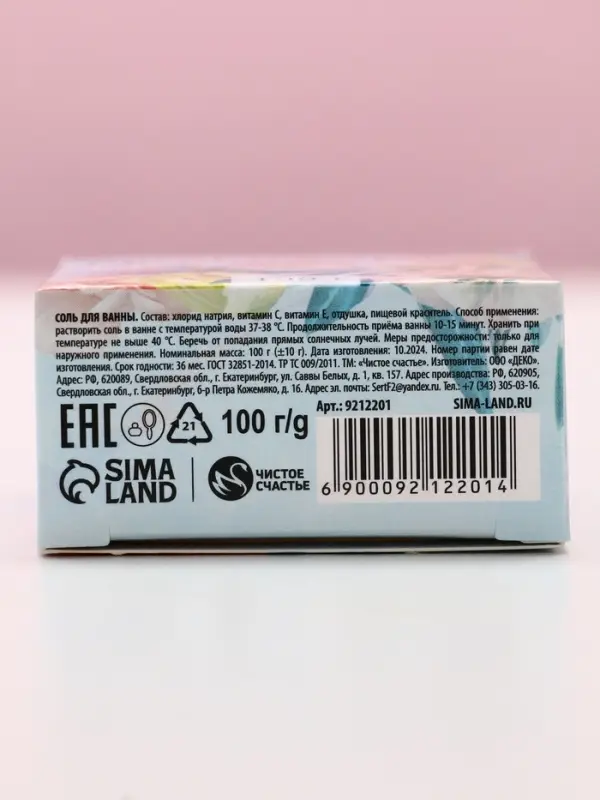 СОЛЬ ДЛЯ ВАННЫ. Состав: хлорид натрия, витамин С, витамин Е, отдушка, пищевой краситель. Способ применения:
растворить соль в ванне с температурой воды 37-38 °С. Продолжительность приёма ванны 10-15 минут. Хранить при
температуре не выше 40 °С. Беречь от попадания прямых солнечных лучей. Меры предосторожности: только для
наружного применения. Номинальная масса: 100 г (±10 г). Дата изготовления: 10.2024. Номер партии равен дате
изготовления. Срок годности: 36 мес. ГОСТ 32851-2014. ТР ТС 009/2011. ТМ: «Чистое счастье». Изготовитель: ООО «ДЕКО».
Адрес: РФ, 620089, Свердловская обл., г. Екатеринбург, ул. Саввы Белых, д. 1, кв. 157. Адрес производства: РФ, 620905,
Свердловская обл., г. Екатеринбург, б-р Петра Кожемяко, д. 16. Адрес эл. почты: SertF2@yandex.ru. Тел.: +7 (343) 305-03-16.
EAC 21 100 г/g
Арт.: 9212201 SIMA-LAND.RU
SIMA
LAND
ЧИСТОЕ
СЧАСТЬЕ
6 900092 122014